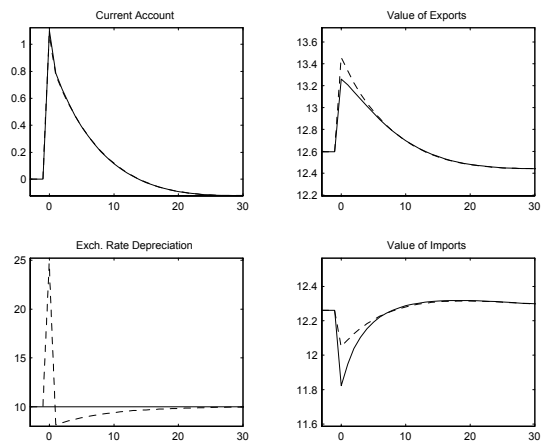 Current Account
1
0.8
0.6
0.4
0.2
0
0 10 20 30
Value of Exports
13.6
13.4
13.2
13
12.8
12.6
12.4
12.2
0 10 20 30
Exch. Rate Depreciation
25
20
15
10
0 10 20 30
Value of Imports
12.4
12.2
12
11.8
11.6
0 10 20 30